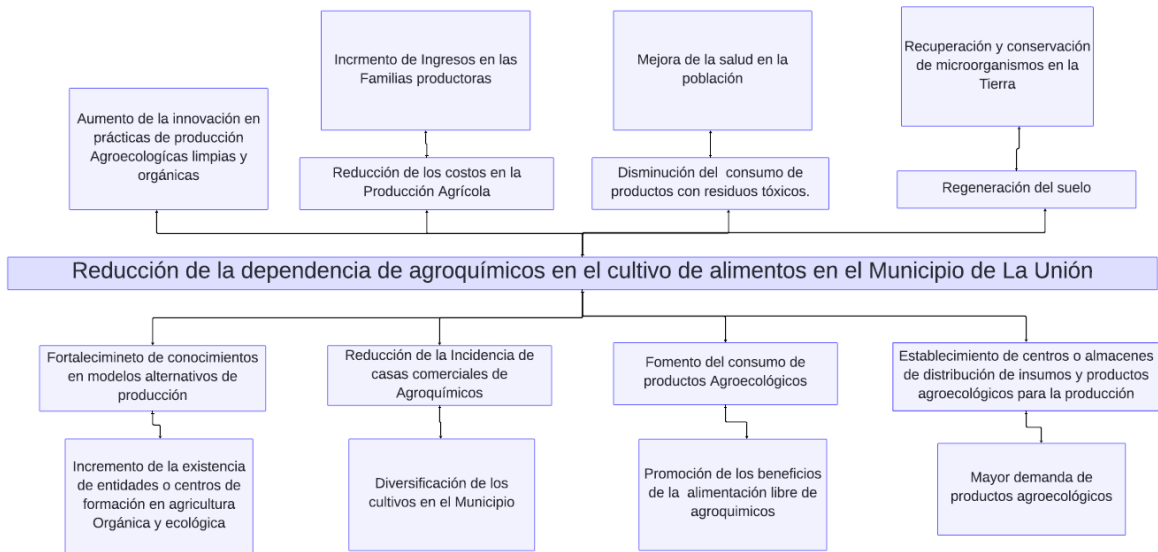 Incrmento de Ingresos en las
Familias productoras
Mejora de la salud en la
población
Recuperación y conservación
de microorganismos en la
Tierra
Aumento de la innovación en
prácticas de producción
Agroecologícas limpias y
orgánicas
Reducción de los costos en la
Producción Agrícola
Disminución del consumo de
productos con residuos tóxicos.
Regeneración del suelo
Reducción de la dependencia de agroquímicos en el cultivo de alimentos en el Municipio de La Unión
Fortalecimineto de conocimientos
en modelos alternativos de
producción
Reducción de la Incidencia de
casas comerciales de
Agroquímicos
Fomento del consumo de
productos Agroecológicos
Establecimiento de centros o almacenes
de distribución de insumos y productos
agroecológicos para la producción
Incremento de la existencia
de entidades o centros de
formación en agricultura
Orgánica y ecológica
Diversificación de los
cultivos en el Municipio
Promoción de los beneficios
de la alimentación libre de
agroquimicos
Mayor demanda de
productos agroecológicos